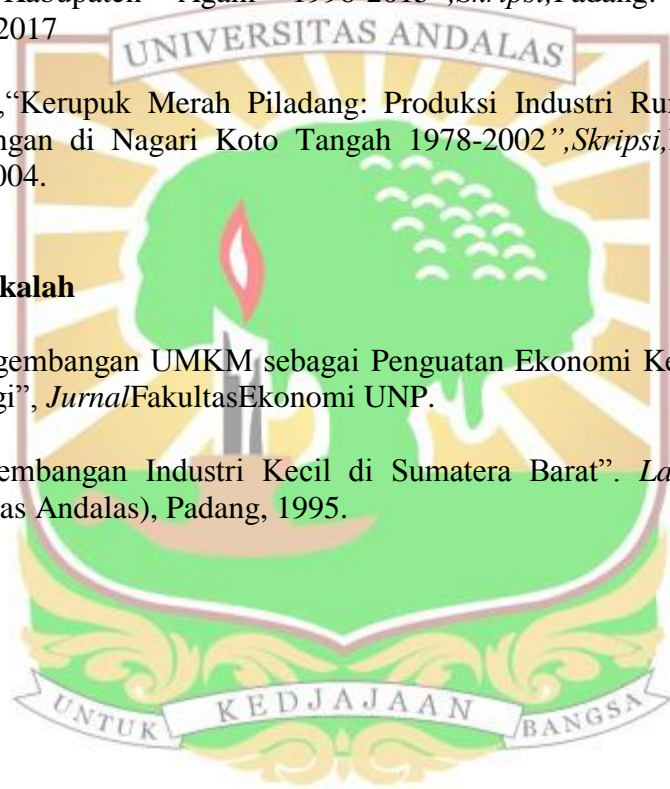 Kabupaten Agam 1996-2015",Skripsi,Padang:
2017
UNIVERSITAS ANDALAS
,“Kerupuk Merah Piladang: Produksi Industri Ru
ngan di Nagari Koto Tangah 1978-2002”,Skripsi,
004.
kalah
gembangan UMKM sebagai Penguatan Ekonomi Ke
gi”, JurnalFakultasEkonomi UNP.
embangan Industri Kecil di Sumatera Barat”. La
as Andalas), Padang, 1995.
UNTUK KEDJAJAAN BANGSA